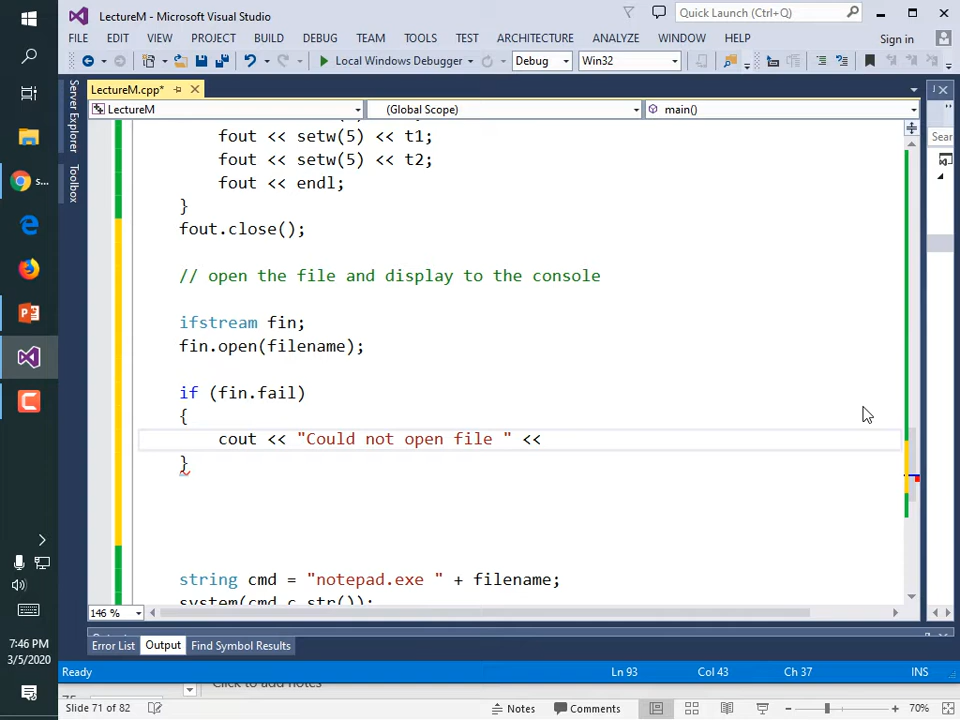 LectureM - Microsoft Visual Studio
Quick Launch (Ctrl+Q)
FILE EDIT VIEW PROJECT BUILD DEBUG TEAM TOOLS TEST ARCHITECTURE ANALYZE WINDOW HELP Sign in
Local Windows Debugger Debug Win32
LectureM.cpp*
LectureM (Global Scope) main()
Server Explorer
Toolbox
Sear
s...
fout << setw(5) << t1;
fout << setw(5) << t2;
fout << endl;
}
fout.close();
// open the file and display to the console
ifstream fin;
fin.open(filename);
if (fin.fail)
{
cout << "Could not open file " <<
}
string cmd = "notepad.exe " + filename;
system(cmd.c_str());
146 %
Error List Output Find Symbol Results
Ready Ln 93 Col 43 Ch 37 INS
Click to add notes
Slide 71 of 82 Notes Comments 70%
7:46 PM
3/5/2020